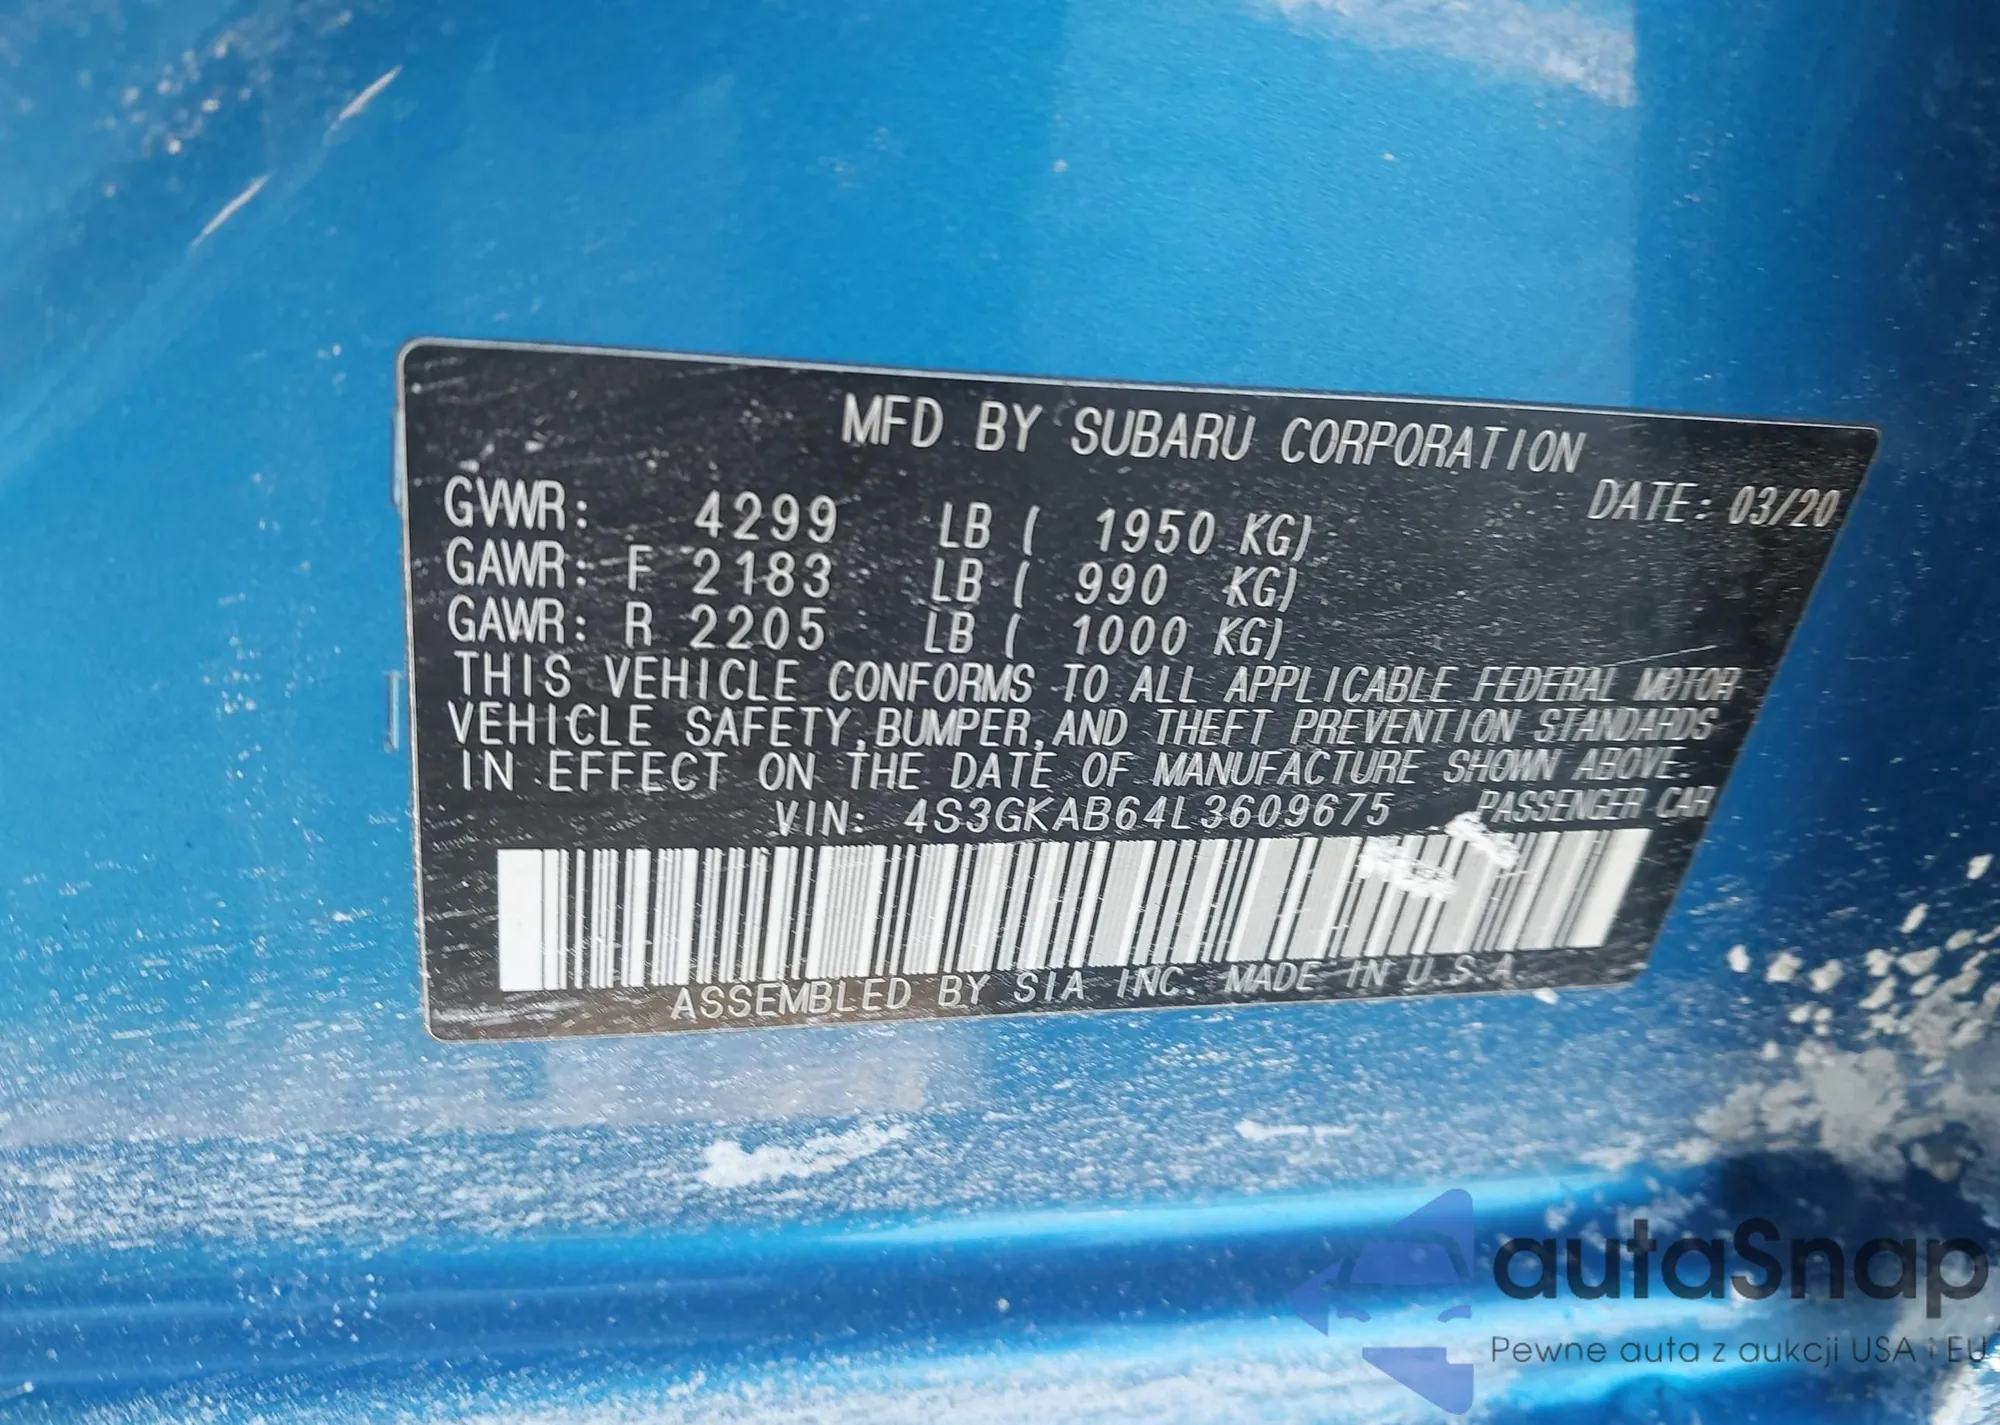 MFD BY SUBARU CORPORATION
DATE: 03/20
GVWR: 4299 LB ( 1950 KG)
GAWR: F 2183 LB ( 990 KG)
GAWR: R 2205 LB ( 1000 KG)
THIS VEHICLE CONFORMS TO ALL APPLICABLE FEDERAL MOTOR
VEHICLE SAFETY, BUMPER, AND THEFT PREVENTION STANDARDS
IN EFFECT ON THE DATE OF MANUFACTURE SHOWN ABOVE.
VIN: 4S3GKAB64L3609675 PASSENGER CAR
ASSEMBLED BY SIA INC. MADE IN U.S.A.
autaSnap
Pewne auta z aukcji USA i EU